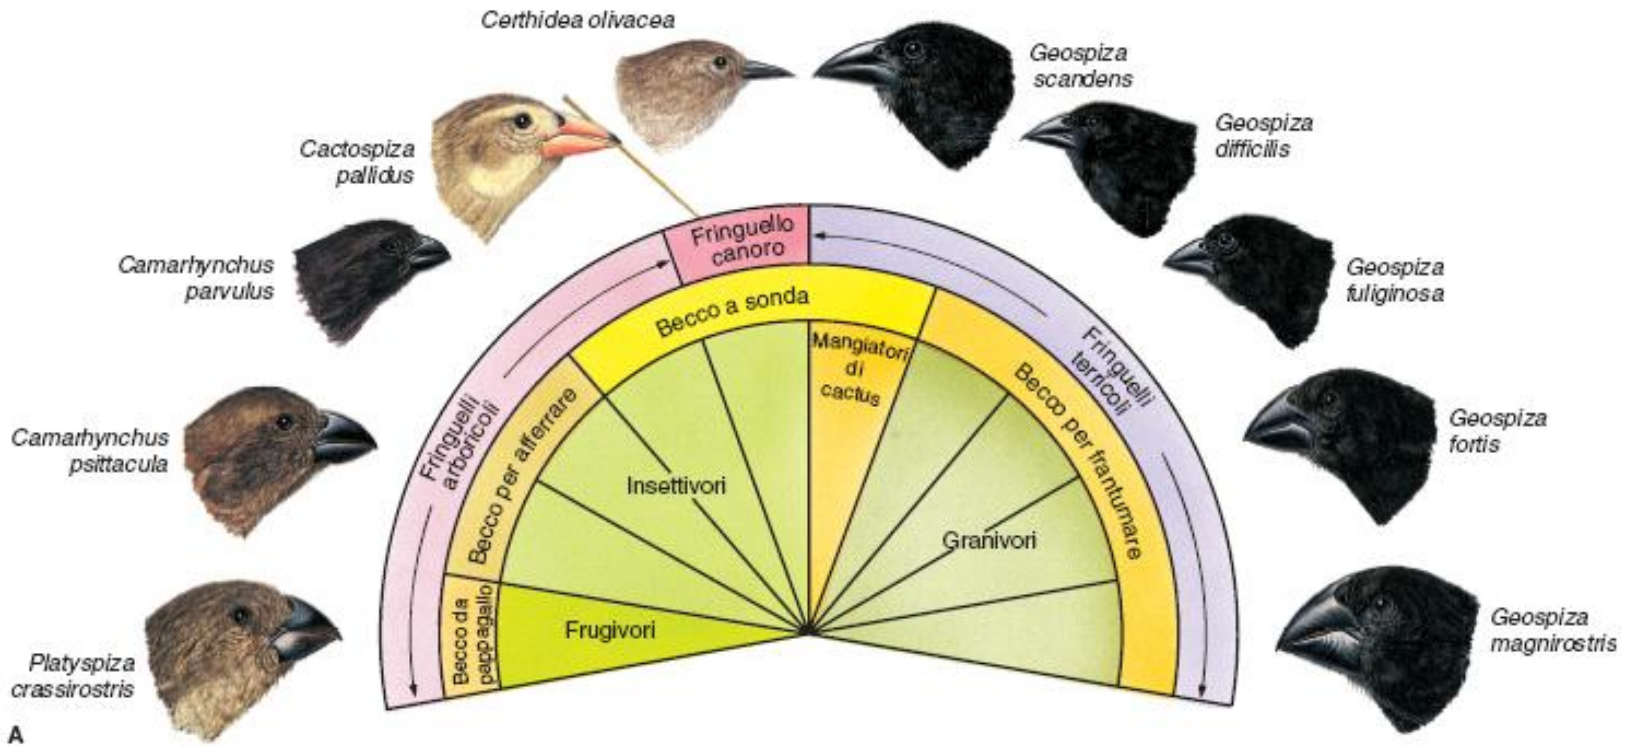 Certhidea olivacea
Geospiza
scandens
Cactospiza
pallidus
Geospiza
difficilis
Camarhynchus
parvulus
Geospiza
fuliginosa
Camarhynchus
psittacula
Geospiza
fortis
Platyspiza
crassirostris
Geospiza
magnirostris
Fringuello
canoro
Fringuelli
arboricoli
Fringuelli
terricoli
Becco a sonda
Becco per afferrare
Becco da
pappagallo
Becco per frantumare
Mangiatori
di
cactus
Insettivori
Granivori
Frugivori
A